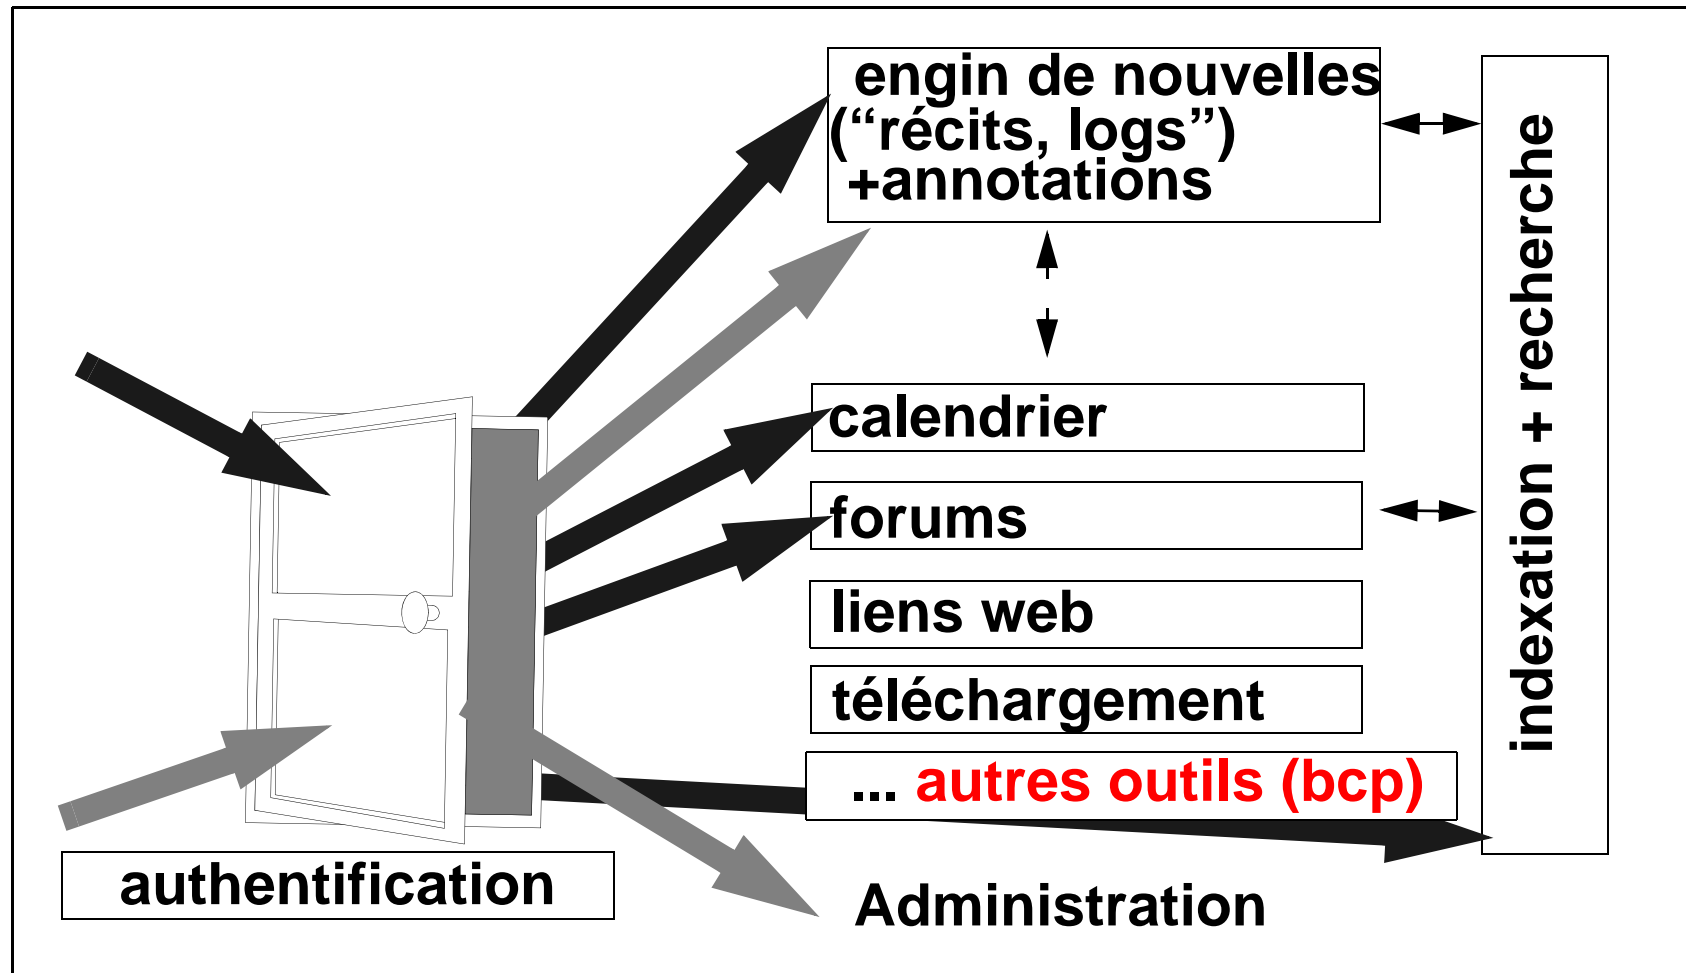 engin de nouvelles
(“récits, logs”)
+annotations
calendrier
forums
liens web
téléchargement
... autres outils (bcp)
Administration
authentification
indexation + recherche